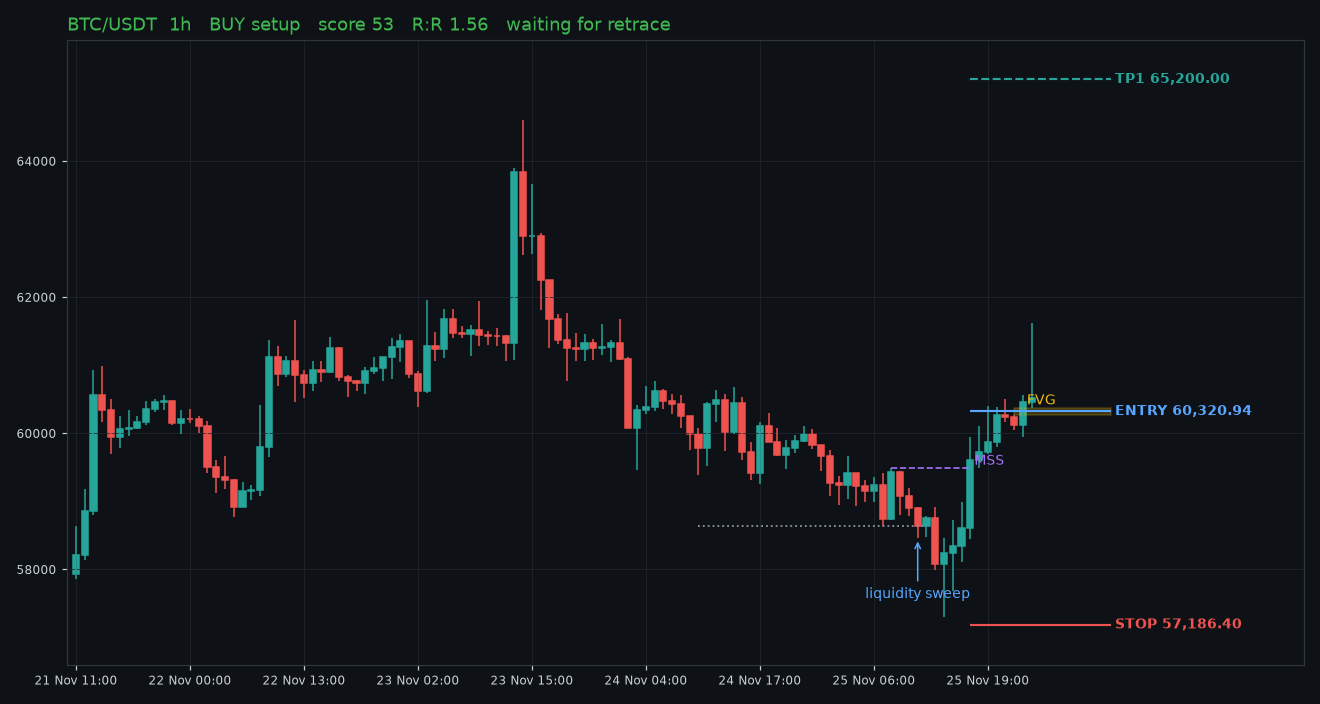 BTC/USDT 1h BUY setup score 53 R:R 1.56 waiting for retrace
TP1 65,200.00
64000
62000
FVG
ENTRY 60,320.94
60000
MSS
58000
liquidity sweep
STOP 57,186.40
21 Nov 11:00 22 Nov 00:00 22 Nov 13:00 23 Nov 02:00 23 Nov 15:00 24 Nov 04:00 24 Nov 17:00 25 Nov 06:00 25 Nov 19:00